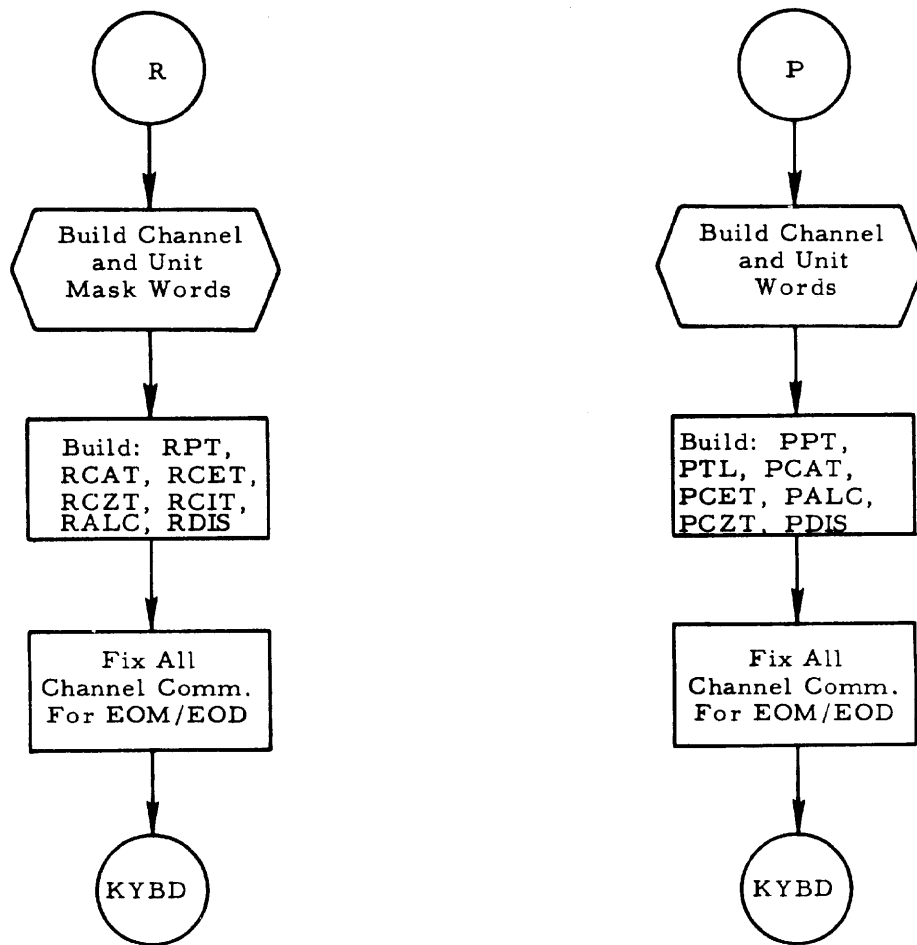 R
Build Channel
and Unit
Mask Words
Build: RPT,
RCAT, RCET,
RCZT, RCIT,
RALC, RDIS
Fix All
Channel Comm.
For EOM/EOD
KYBD
P
Build Channel
and Unit
Words
Build: PPT,
PTL, PCAT,
PCET, PALC,
PCZT, PDIS
Fix All
Channel Comm.
For EOM/EOD
KYBD